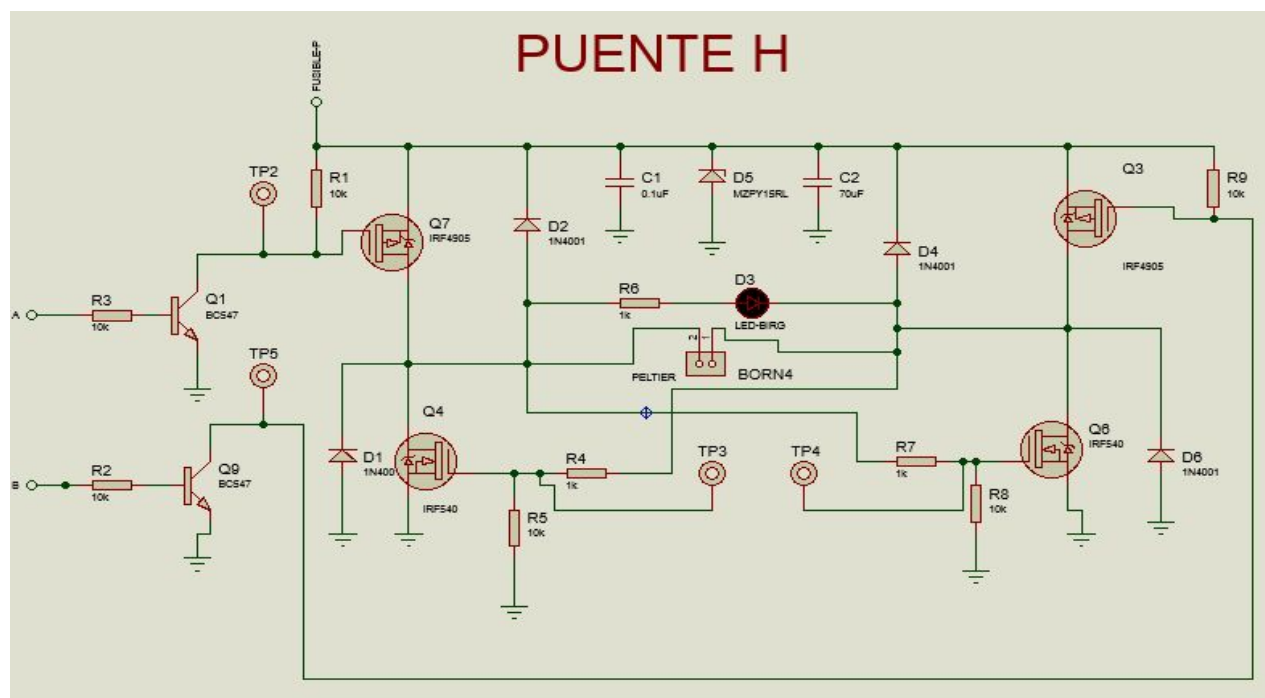 PUENTE H
FUSIBLE-P
TP2
R1
10k
Q7
IRF4905
C1
0.1uF
D5
MZPY15RL
C2
70uF
Q3
IRF4905
R9
10k
D2
1N4001
D4
1N4001
A
R3
10k
Q1
BC547
R6
1k
D3
LED-BIRG
2
1
PELTIER
BORN4
TP5
Q4
IRF540
D1
1N400
B
R2
10k
Q9
BC547
R4
1k
R5
10k
TP3
TP4
R7
1k
R8
10k
Q6
IRF540
D6
1N4001